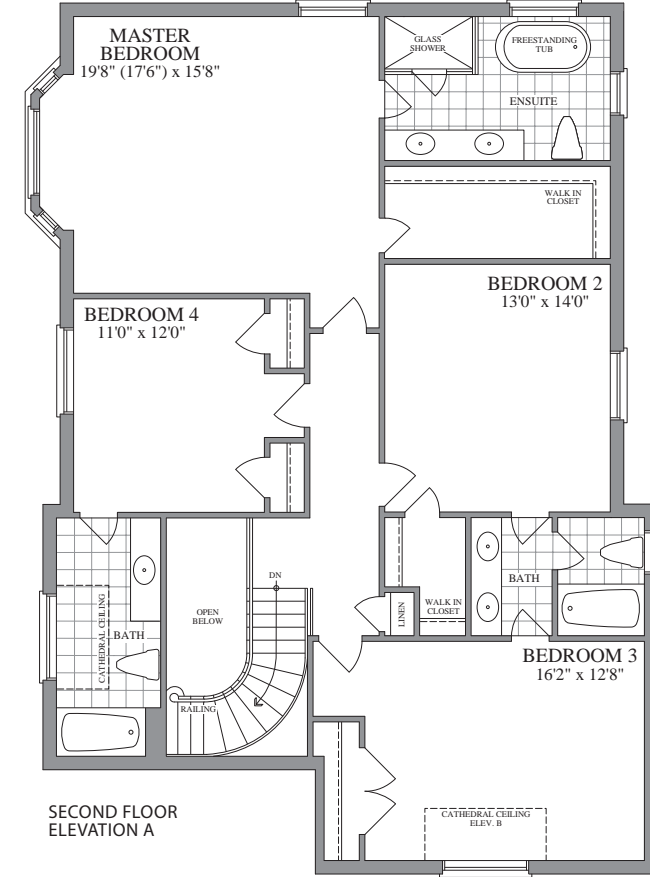 MASTER
BEDROOM
19'8" (17'6") x 15'8"
GLASS
SHOWER
FREESTANDING
TUB
ENSUITE
WALK IN
CLOSET
BEDROOM 2
13'0" x 14'0"
BEDROOM 4
11'0" x 12'0"
DN
OPEN
BELOW
CATHEDRAL CEILING
BATH
RAILING
LINEN
WALK IN
CLOSET
BATH
BEDROOM 3
16'2" x 12'8"
CATHEDRAL CEILING
ELEV. B
SECOND FLOOR
ELEVATION A